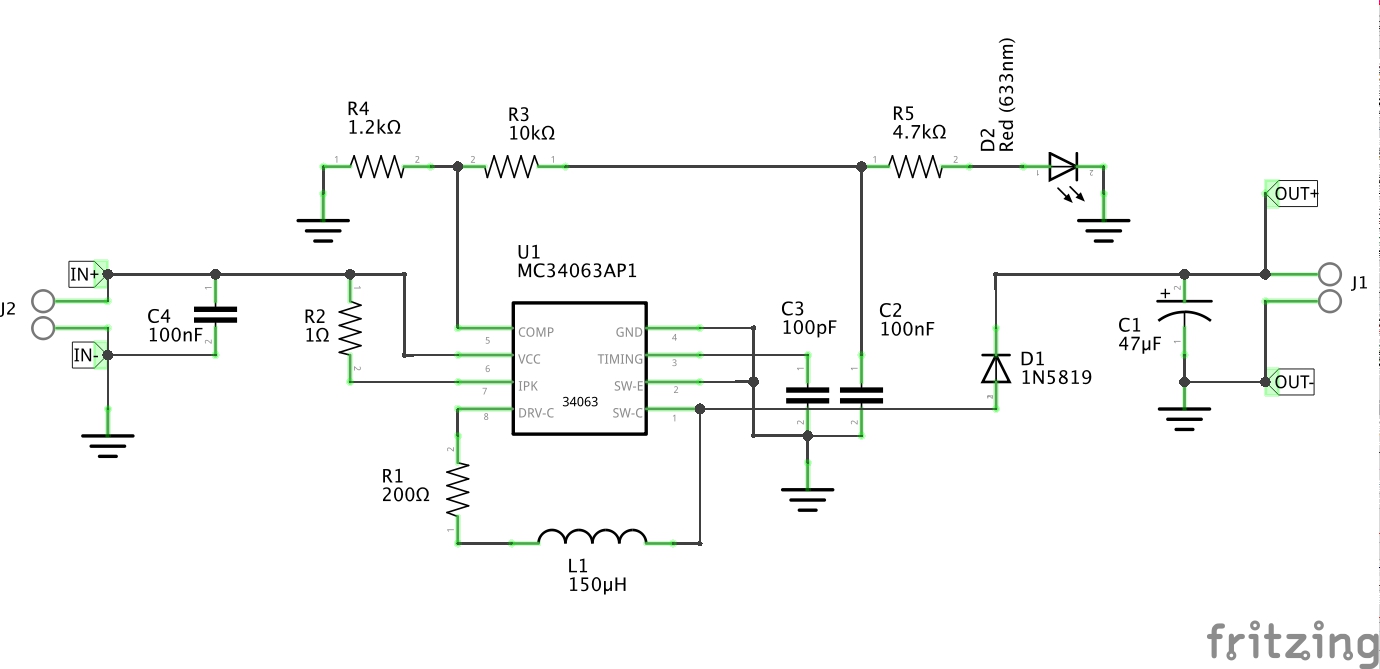 R4
1.2kΩ
R3
10kΩ
R5
4.7kΩ
D2
Red (633nm)
1
2
2
1
1
2
1
2
OUT+
U1
MC34063AP1
IN+
J2
J1
C4
100nF
1
2
R2
1Ω
1
2
COMP
5
VCC
6
IPK
7
DRV-C
8
34063
GND
4
TIMING
3
SW-E
2
SW-C
1
C3
100pF
1
2
C2
100nF
1
2
D1
1N5819
+
2
C1
47µF
1
IN-
OUT-
R1
200Ω
2
1
L1
150µH
fritzing